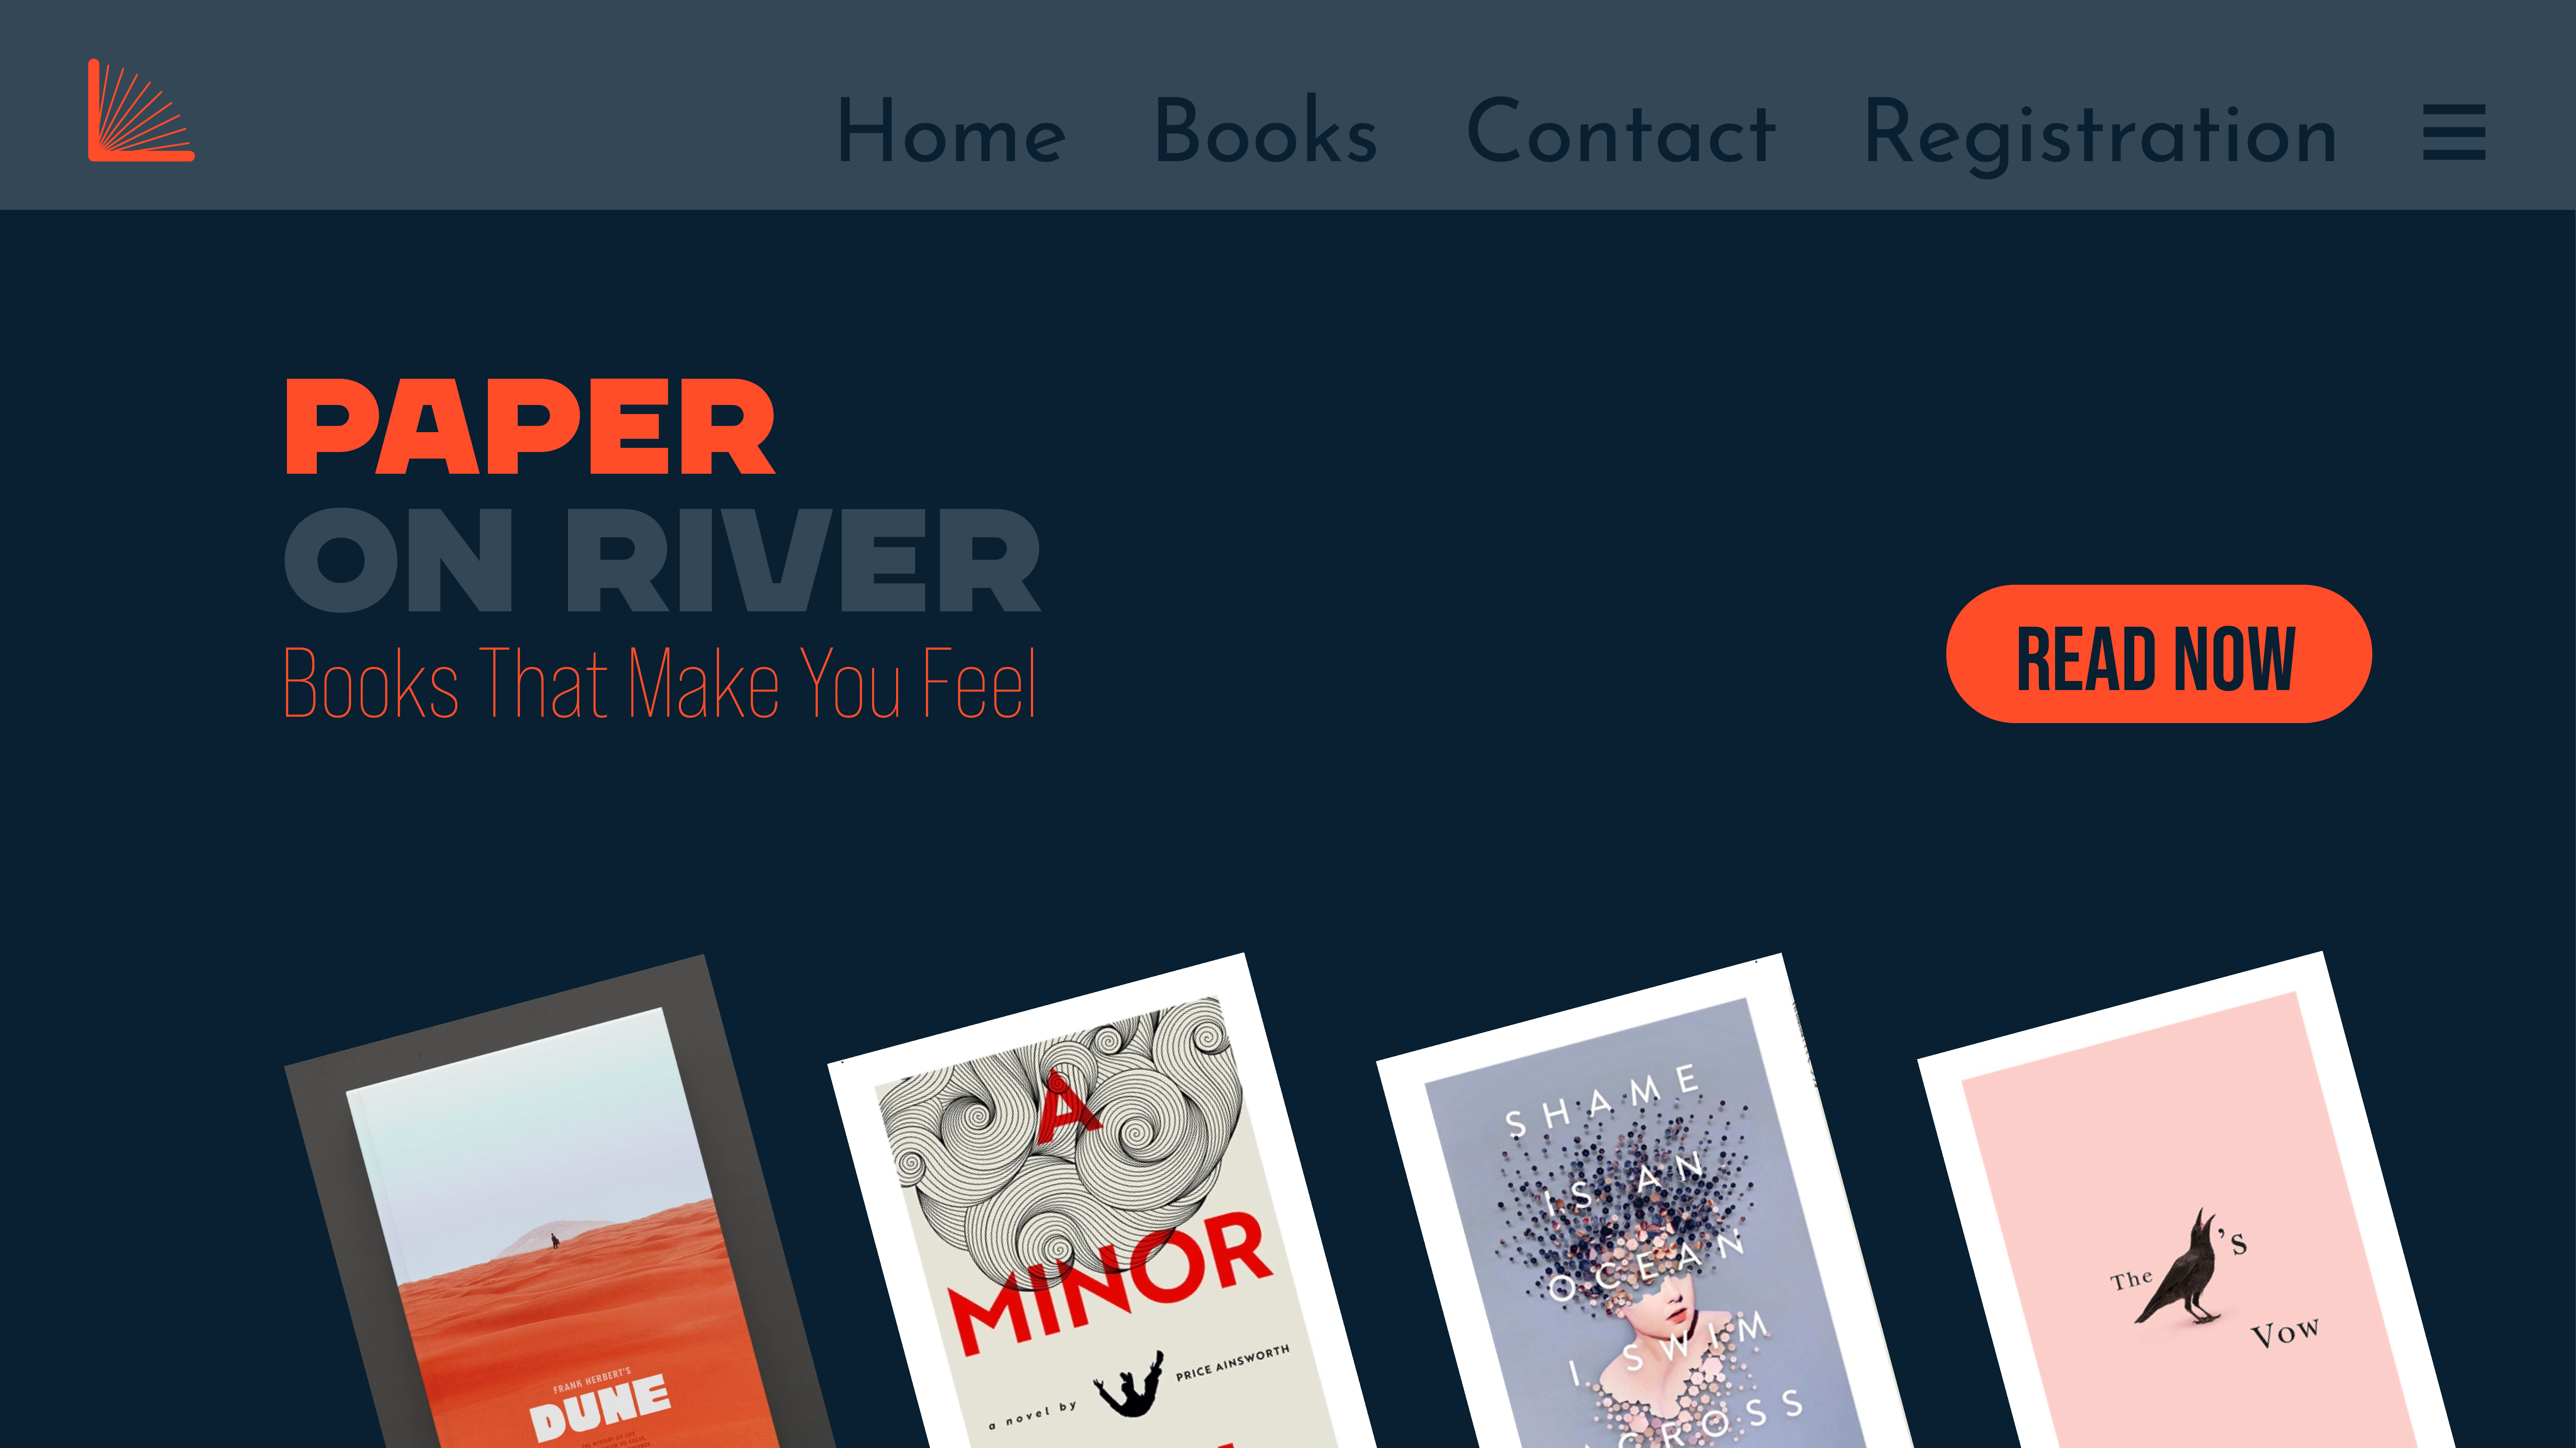 Home Books Contact Registration
PAPER
ON RIVER
Books That Make You Feel
READ NOW
FRANK HERBERT'S
DUNE
A
MINOR
a novel by PRICE AINSWORTH
SHAME
IS AN
OCEAN
I SWIM
ACROSS
The 's
Vow